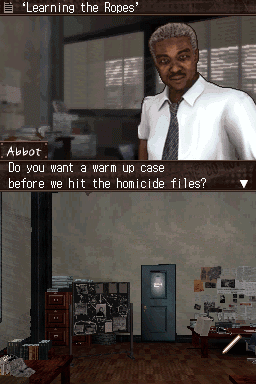 ‘Learning the Ropes’
Abbot
Do you want a warm up case
before we hit the homicide files?